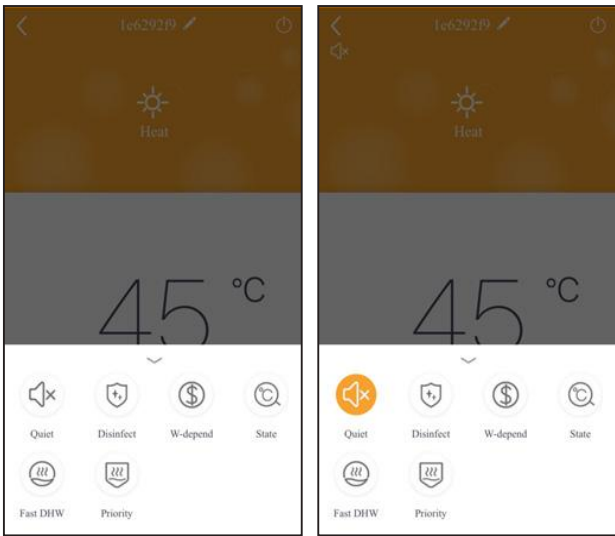 1e6292f9
Heat
45 °C
Quiet Disinfect W-depend State
Fast DHW Priority
1e6292f9
Heat
45 °C
Quiet Disinfect W-depend State
Fast DHW Priority